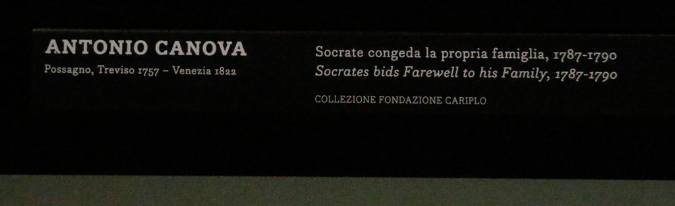 ANTONIO CANOVA
Possagno, Treviso 1757 – Venezia 1822
Socrate congeda la propria famiglia, 1787-1790
Socrates bids Farewell to his Family, 1787-1790
COLLEZIONE FONDAZIONE CARIPLO